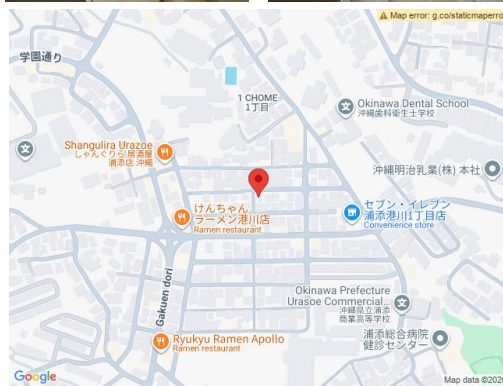 Map error: g.co/staticmaperro
学園通り
1 CHOME
1丁目
Okinawa Dental School
沖縄歯科衛生士学校
Shangulira Urazoe
しゃんぐりら 居酒屋
浦添店 沖縄
沖縄明治乳業(株) 本社
けんちゃん
ラーメン港川店
Ramen restaurant
セブン‐イレブン
浦添港川1丁目店
Convenience store
Gakuen dori
Okinawa Prefecture
Urasoe Commercial...
沖縄県立浦添
商業高等学校
Ryukyu Ramen Apollo
Ramen restaurant
浦添総合病院
健診センター
Google
Map data ©2026